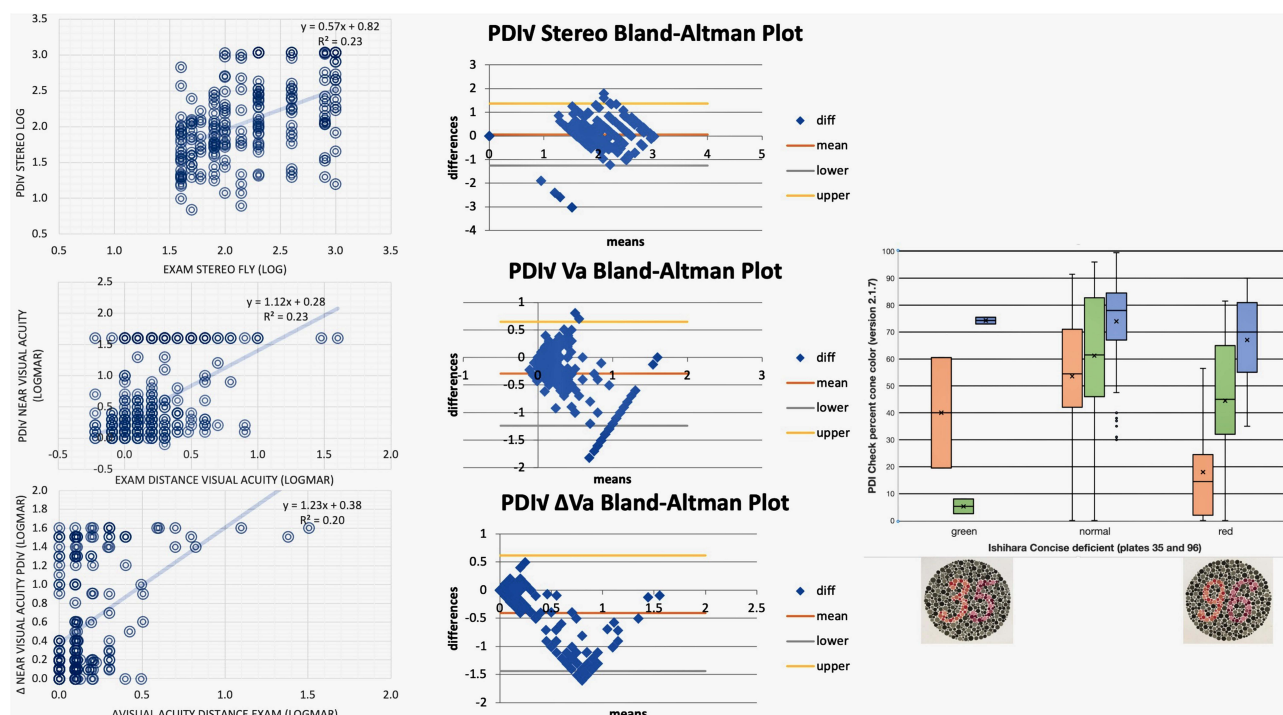 3.5
3.0
2.5
2.0
1.5
1.0
0.5
PDIV STEREO LOG
y = 0.57x + 0.82
R² = 0.23
0.5 1.0 1.5 2.0 2.5 3.0 3.5
EXAM STEREO FLY (LOG)
2.5
2.0
1.5
1.0
0.5
0.0
-0.5
PDIV NEAR VISUAL ACUITY
(LOGMAR)
y = 1.12x + 0.28
R² = 0.23
-0.5 0.0 0.5 1.0 1.5 2.0
EXAM DISTANCE VISUAL ACUITY (LOGMAR)
2.0
1.8
1.6
1.4
1.2
1.0
0.8
0.6
0.4
0.2
0.0
Δ NEAR VISUAL ACUITY PDIV (LOGMAR)
y = 1.23x + 0.38
R² = 0.20
0.0 0.5 1.0 1.5 2.0
ΔVISUAL ACUITY DISTANCE EXAM (LOGMAR)
PDIV Stereo Bland-Altman Plot
3
2
1
0
-1
-2
-3
-4
differences
0 1 2 3 4 5
means
diff
mean
lower
upper
PDIV Va Bland-Altman Plot
1
0.5
0
-0.5
-1
-1.5
-2
differences
-1 0 1 2 3
means
diff
mean
lower
upper
PDIV ΔVa Bland-Altman Plot
1
0.5
0
-0.5
-1
-1.5
-2
differences
0 0.5 1 1.5 2 2.5
means
diff
mean
lower
upper
100
90
80
70
60
50
40
30
20
10
0
PDI Check percent cone color (version 2.1.7)
green normal red
Ishihara Concise deficient (plates 35 and 96)
35
96